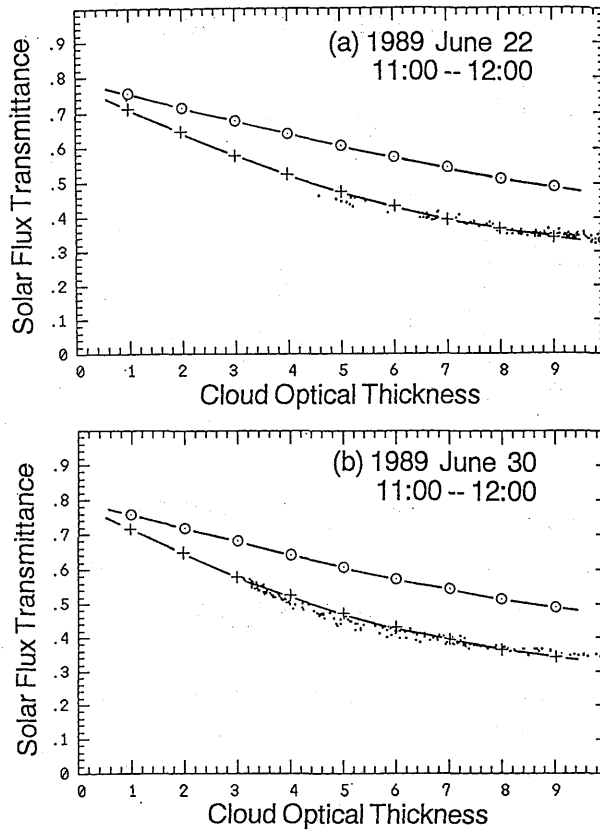 (a) 1989 June 22
11:00 -- 12:00
Solar Flux Transmittance
.9
.8
.7
.6
.5
.4
.3
.2
.1
0
0 1 2 3 4 5 6 7 8 9
Cloud Optical Thickness
(b) 1989 June 30
11:00 -- 12:00
Solar Flux Transmittance
.9
.8
.7
.6
.5
.4
.3
.2
.1
0
0 1 2 3 4 5 6 7 8 9
Cloud Optical Thickness